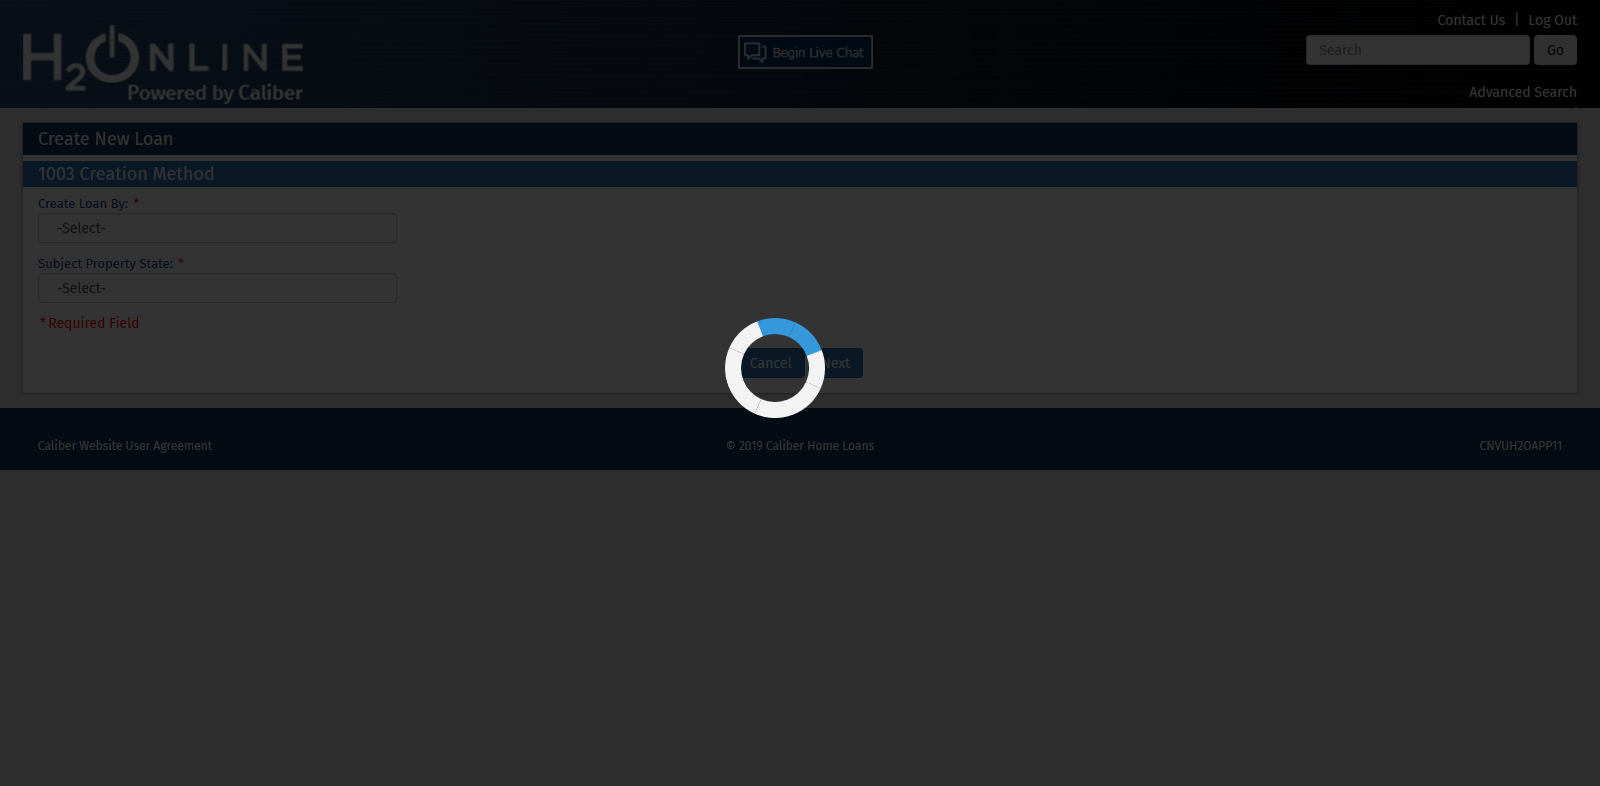 H2ONLINE
Powered by Caliber
Begin Live Chat
Contact Us | Log Out
Search
Go
Advanced Search
Create New Loan
1003 Creation Method
Create Loan By: *
-Select-
Subject Property State: *
-Select-
*Required Field
Cancel
Next
Caliber Website User Agreement
© 2019 Caliber Home Loans
CNVUH2OAPP11